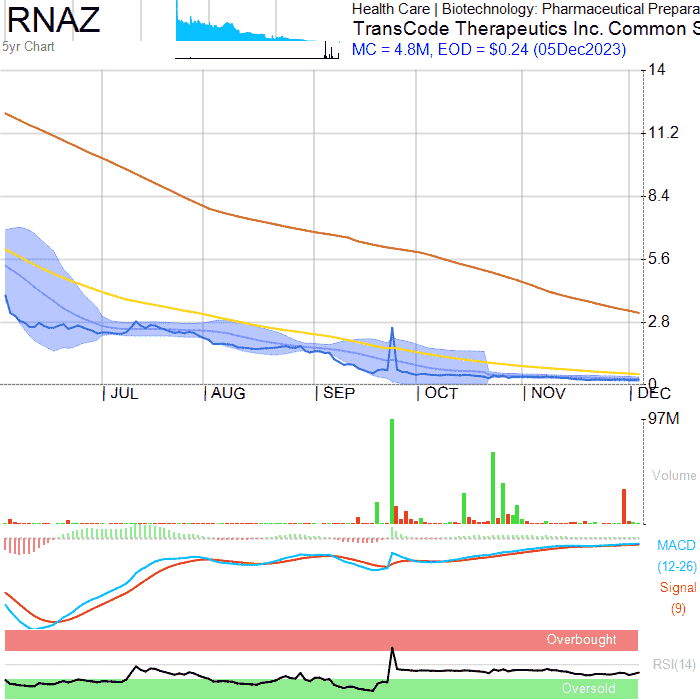 RNAZ
5yr Chart
Health Care | Biotechnology: Pharmaceutical Prepara
TransCode Therapeutics Inc. Common S
MC = 4.8M, EOD = $0.24 (05Dec2023)
14
11.2
8.4
5.6
2.8
0
JUL
AUG
SEP
OCT
NOV
DEC
97M
Volume
MACD
(12-26)
Signal
(9)
Overbought
RSI(14)
Oversold